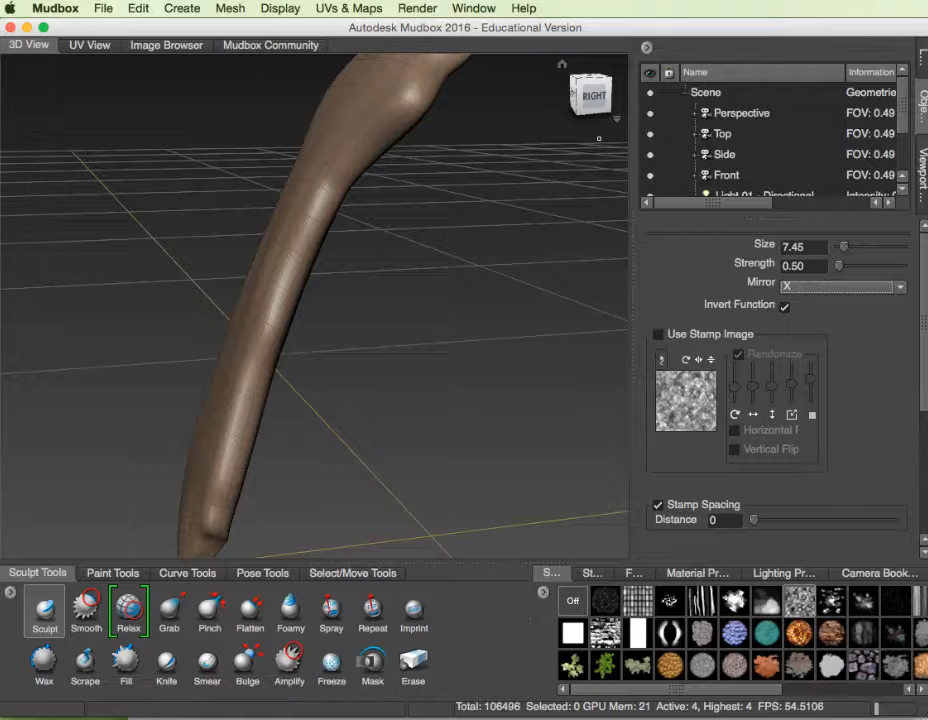 Mudbox File Edit Create Mesh Display UVs & Maps Render Window Help
Autodesk Mudbox 2016 - Educational Version
3D View UV View Image Browser Mudbox Community
RIGHT
Name Information
Scene Geometrie
Perspective FOV: 0.49
Top FOV: 0.49
Side FOV: 0.49
Front FOV: 0.49
Light 01 - Directional Intensity:
L...
Obje...
Viewport...
Size 7.45
Strength 0.50
Mirror X
Invert Function
Use Stamp Image
Randomize
Horizontal F
Vertical Flip
Stamp Spacing
Distance 0
Sculpt Tools Paint Tools Curve Tools Pose Tools Select/Move Tools
S... St... F... Material Pr... Lighting Pr... Camera Book...
Off
Sculpt Smooth Relax Grab Pinch Flatten Foamy Spray Repeat Imprint
Wax Scrape Fill Knife Smear Bulge Amplify Freeze Mask Erase
Total: 106496 Selected: 0 GPU Mem: 21 Active: 4, Highest: 4 FPS: 54.5106